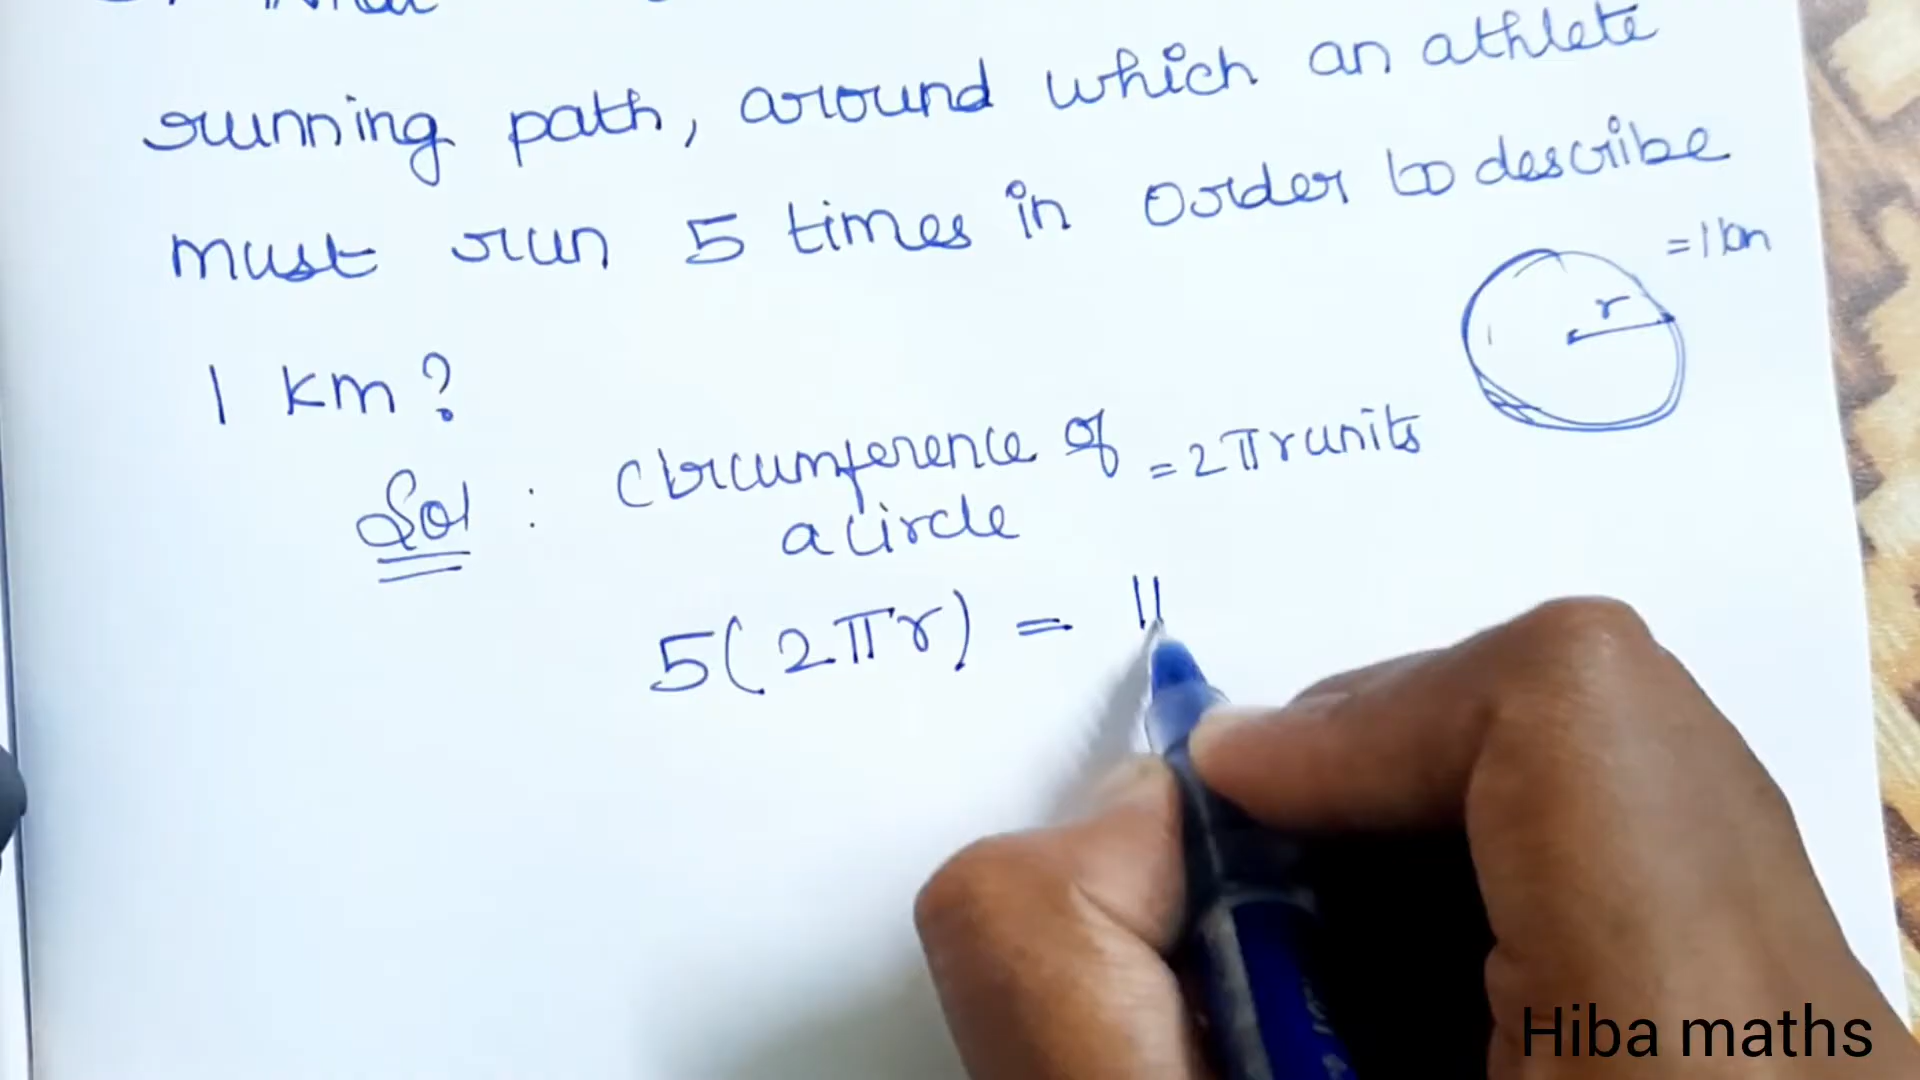 running path, around which an athlete
must run 5 times in order to describe
1 km?
= 1 km
r
Sol : Circumference of = 2πr units
a circle
5(2πr) =
Hiba maths